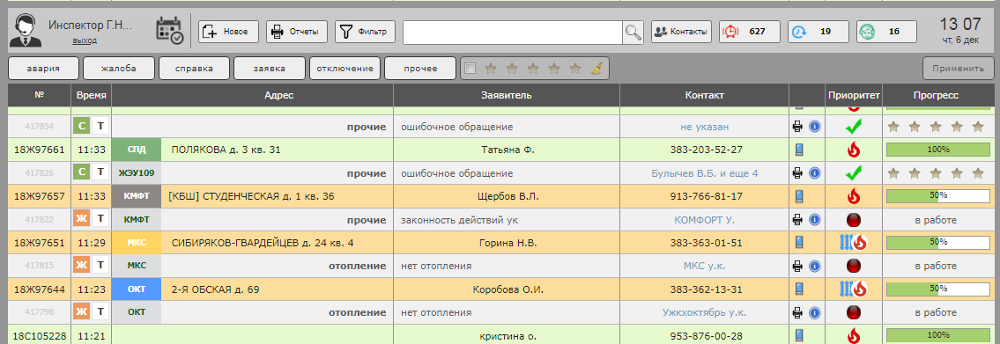 Инспектор Г.Н...
выход
Новое Отчеты Фильтр Контакты 627 19 16
13 07
чт, 6 дек
авария жалоба справка заявка отключение прочее Применить
№ Время Адрес Заявитель Контакт Приоритет Прогресс
417854 С Т прочие ошибочное обращение не указан
18Ж97661 11:33 СПД ПОЛЯКОВА д. 3 кв. 31 Татьяна Ф. 383-203-52-27 100%
417826 С Т ЖЭУ109 ошибочное обращение Булычев В.Б. и еще 4
18Ж97657 11:33 КМФТ [КБШ] СТУДЕНЧЕСКАЯ д. 1 кв. 36 Щербов В.Л. 913-766-81-17 50%
417822 Ж Т КМФТ прочие законность действий ук КОМФОРТ У. в работе
18Ж97651 11:29 МКС СИБИРЯКОВ-ГВАРДЕЙЦЕВ д. 24 кв. 4 Горина Н.В. 383-363-01-51 50%
417815 Ж Т МКС отопление нет отопления МКС у.к. в работе
18Ж97644 11:23 ОКТ 2-Я ОБСКАЯ д. 69 Коробова О.И. 383-362-13-31 50%
417798 Ж Т ОКТ отопление нет отопления Ужкхоктябрь у.к. в работе
18С105228 11:21 кристина о. 953-876-00-28 100%